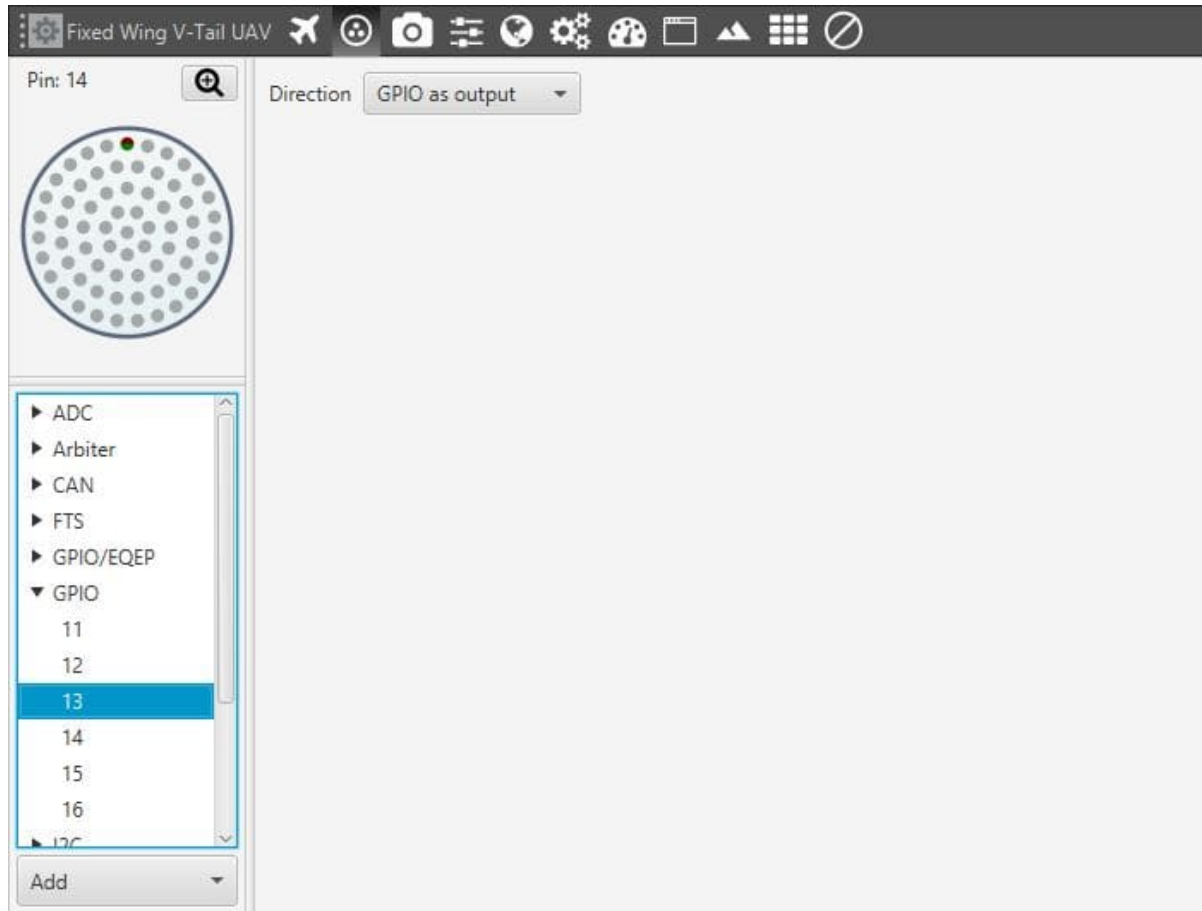 Fixed Wing V-Tail UAV
Pin: 14
Direction GPIO as output
ADC
Arbiter
CAN
FTS
GPIO/EQEP
GPIO
11
12
13
14
15
16
I2C
Add